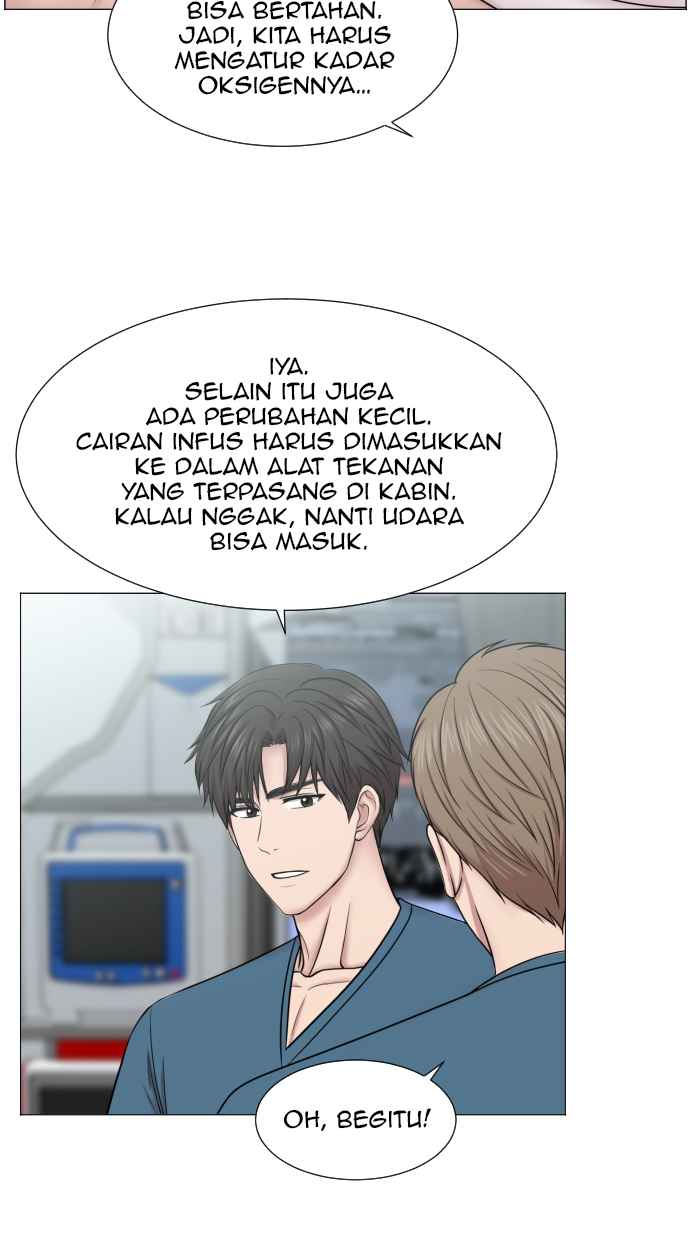 BISA BERTAHAN.
JADI, KITA HARUS
MENGATUR KADAR
OKSIGENNYA...
IYA.
SELAIN ITU JUGA
ADA PERUBAHAN KECIL.
CAIRAN INFUS HARUS DIMASUKKAN
KE DALAM ALAT TEKANAN
YANG TERPASANG DI KABIN.
KALAU NGGAK, NANTI UDARA
BISA MASUK.
OH, BEGITU!